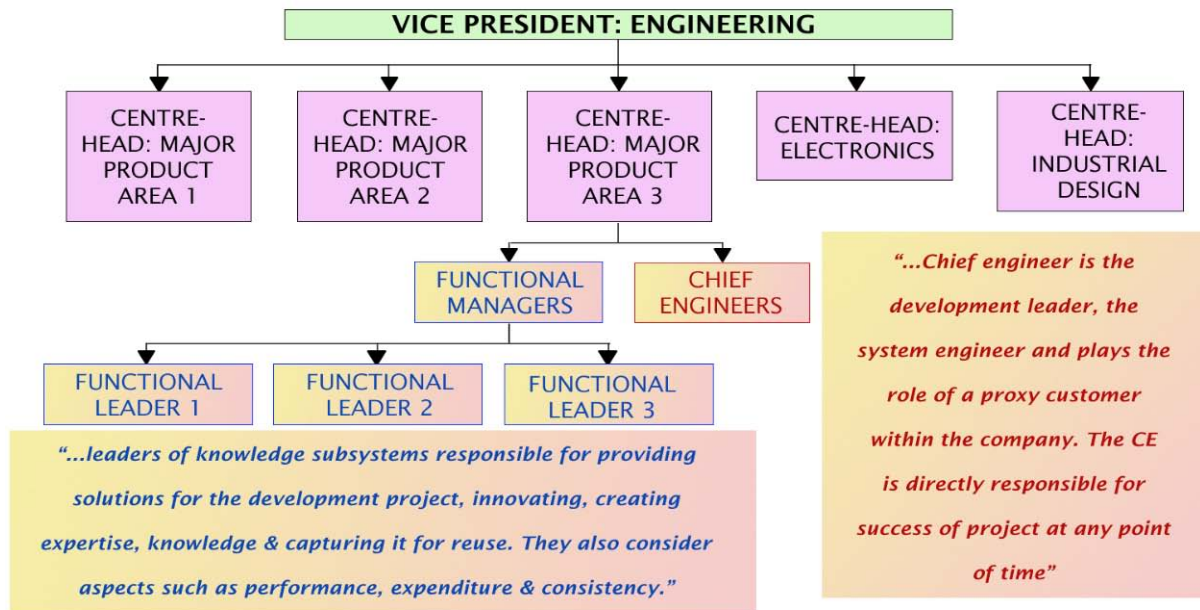 VICE PRESIDENT: ENGINEERING
CENTRE-
HEAD: MAJOR
PRODUCT
AREA 1
CENTRE-
HEAD: MAJOR
PRODUCT
AREA 2
CENTRE-
HEAD: MAJOR
PRODUCT
AREA 3
CENTRE-HEAD:
ELECTRONICS
CENTRE-
HEAD:
INDUSTRIAL
DESIGN
FUNCTIONAL
MANAGERS
CHIEF
ENGINEERS
FUNCTIONAL
LEADER 1
FUNCTIONAL
LEADER 2
FUNCTIONAL
LEADER 3
“...leaders of knowledge subsystems responsible for providing
solutions for the development project, innovating, creating
expertise, knowledge & capturing it for reuse. They also consider
aspects such as performance, expenditure & consistency.”
“...Chief engineer is the
development leader, the
system engineer and plays the
role of a proxy customer
within the company. The CE
is directly responsible for
success of project at any point
of time”